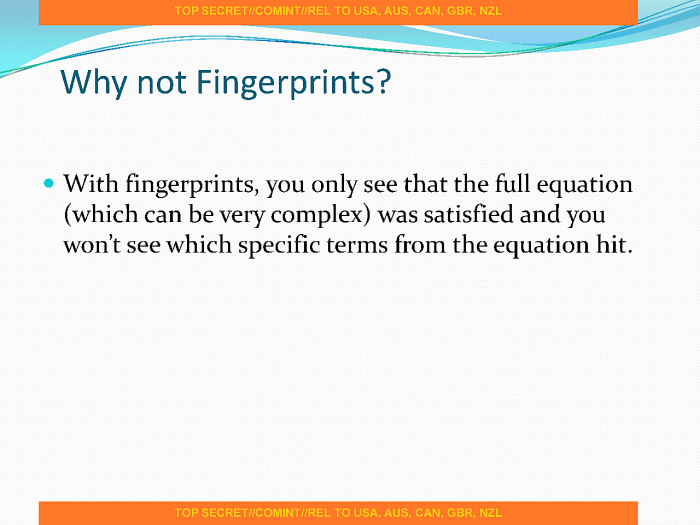 TOP SECRET//COMINT//REL TO USA, AUS, CAN, GBR, NZL
Why not Fingerprints?
With fingerprints, you only see that the full equation
(which can be very complex) was satisfied and you
won't see which specific terms from the equation hit.
TOP SECRET//COMINT//REL TO USA, AUS, CAN, GBR, NZL